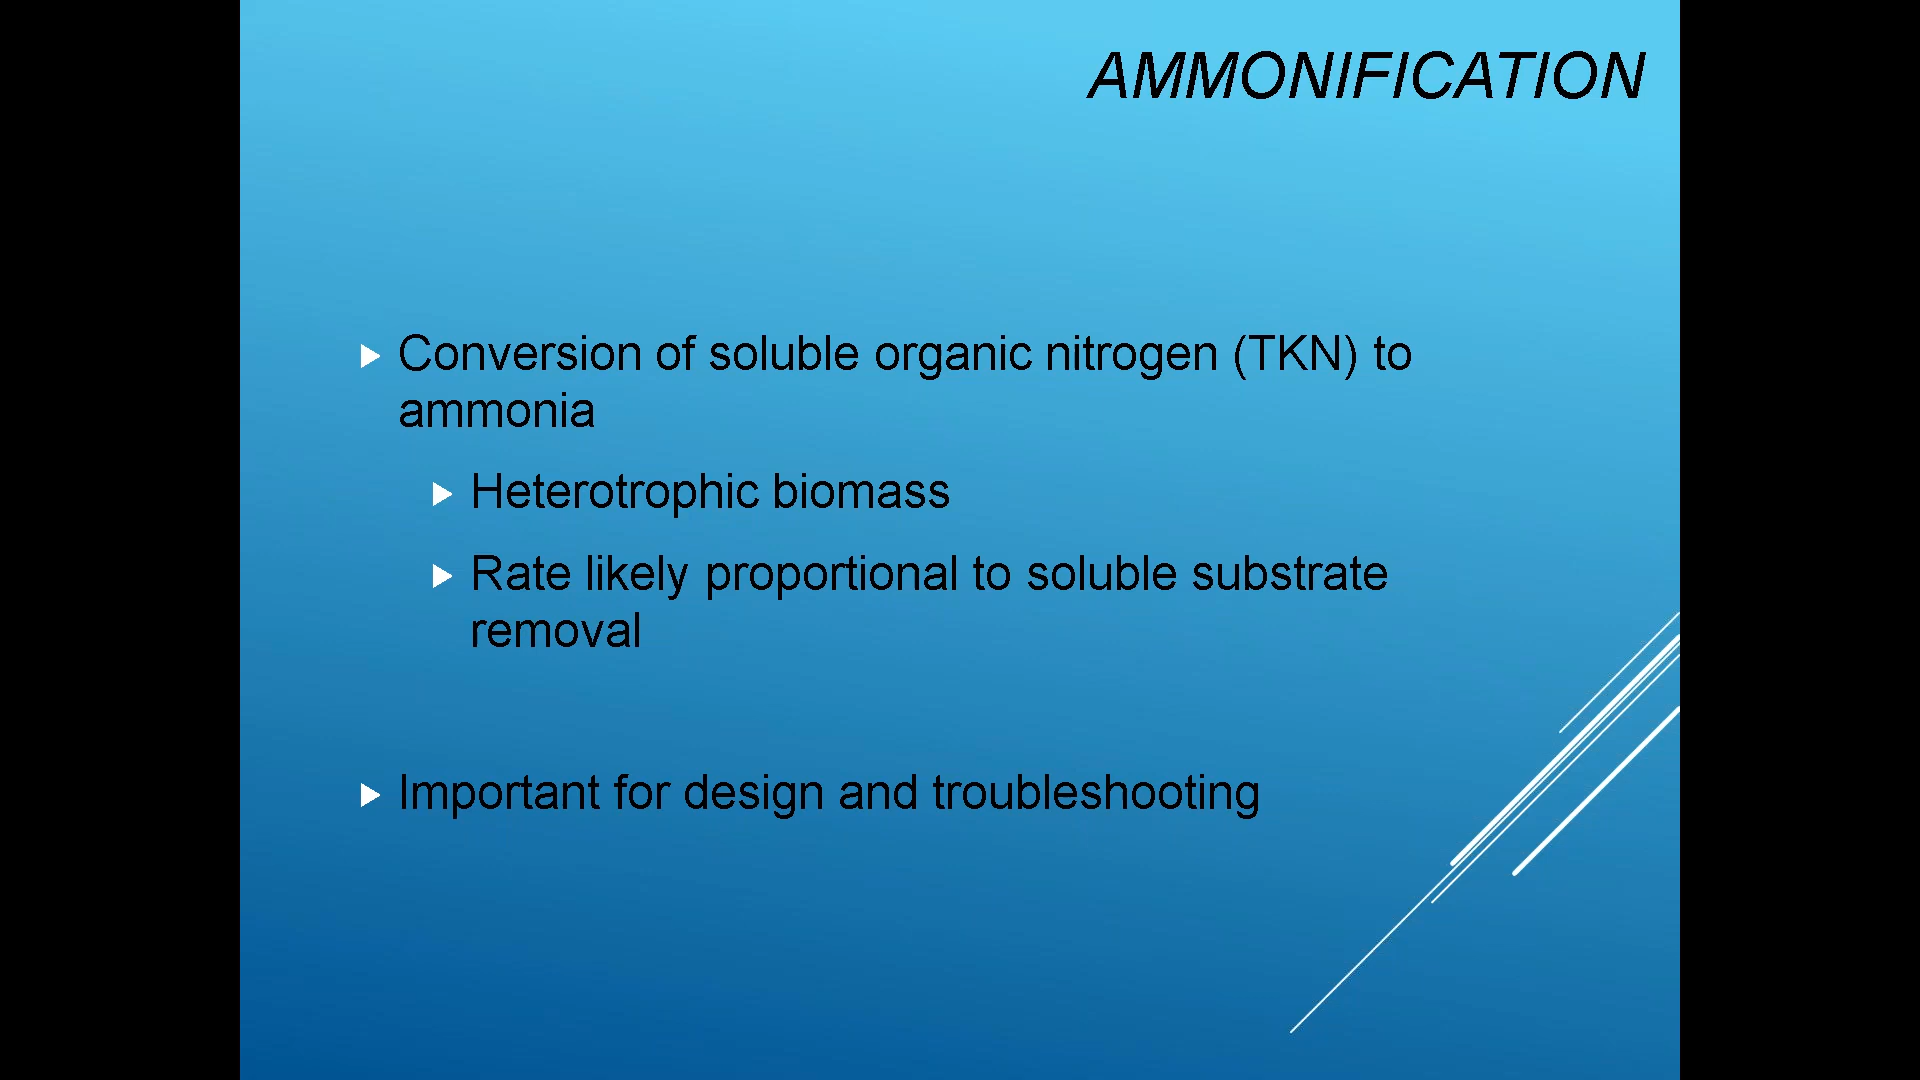 AMMONIFICATION
Conversion of soluble organic nitrogen (TKN) to
ammonia
Heterotrophic biomass
Rate likely proportional to soluble substrate
removal
Important for design and troubleshooting